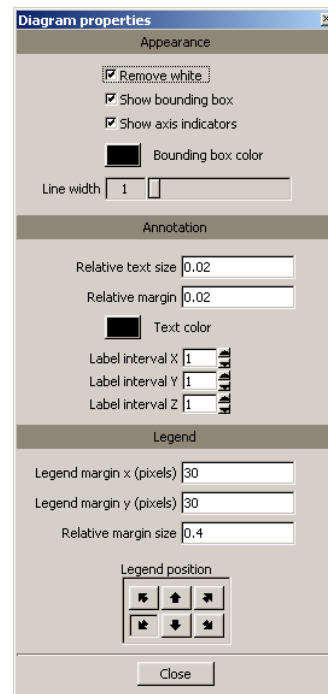 Diagram properties
Appearance
Remove white
Show bounding box
Show axis indicators
Bounding box color
Line width 1
Annotation
Relative text size 0.02
Relative margin 0.02
Text color
Label interval X 1
Label interval Y 1
Label interval Z 1
Legend
Legend margin x (pixels) 30
Legend margin y (pixels) 30
Relative margin size 0.4
Legend position
Close